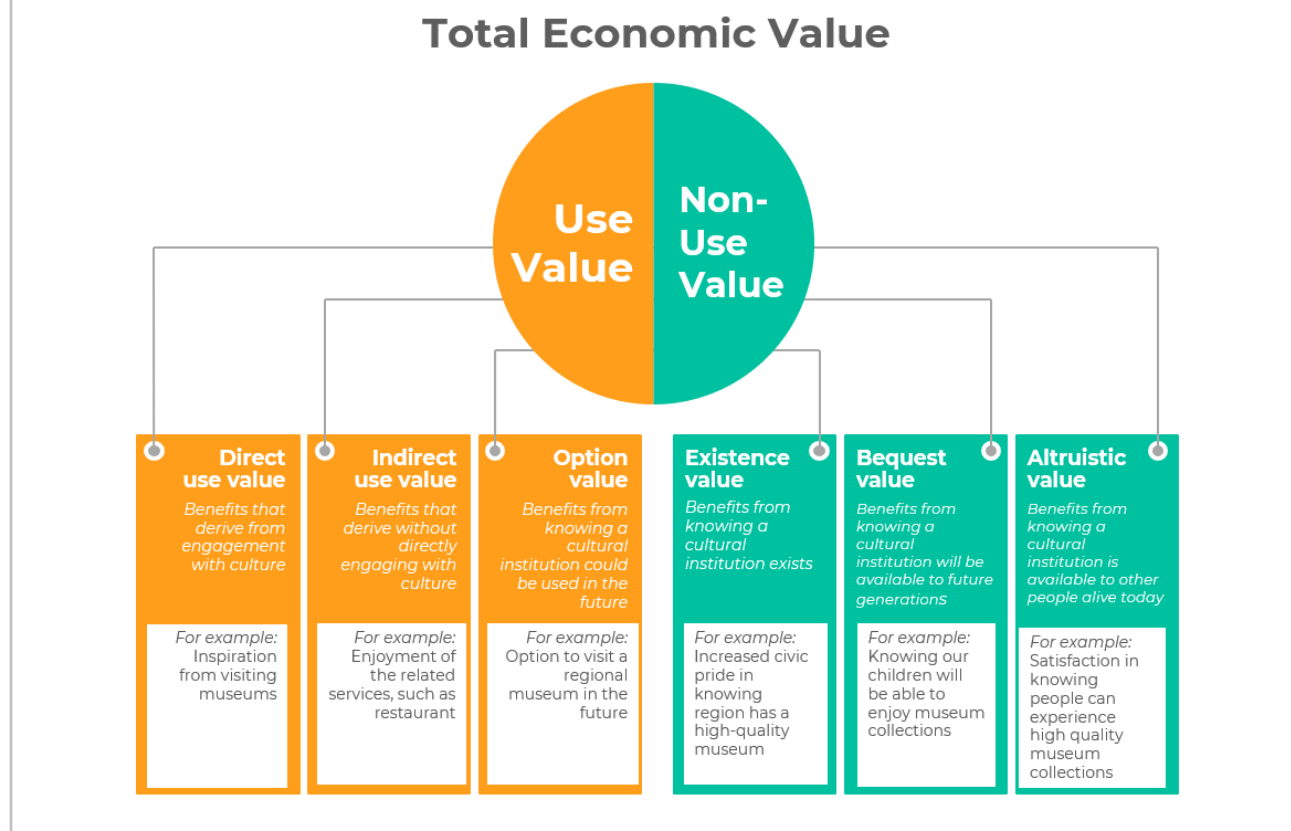 Total Economic Value
Use
Value
Non-
Use
Value
Direct
use value
Benefits that
derive from
engagement
with culture
For example:
Inspiration
from visiting
museums
Indirect
use value
Benefits that
derive without
directly
engaging with
culture
For example:
Enjoyment of
the related
services, such as
restaurant
Option
value
Benefits from
knowing a
cultural
institution could
be used in the
future
For example:
Option to visit a
regional
museum in the
future
Existence
value
Benefits from
knowing a
cultural
institution exists
For example:
Increased civic
pride in
knowing
region has a
high-quality
museum
Bequest
value
Benefits from
knowing a
cultural
institution will be
available to future
generations
For example:
Knowing our
children will
be able to
enjoy museum
collections
Altruistic
value
Benefits from
knowing a
cultural
institution is
available to other
people alive today
For example:
Satisfaction in
knowing
people can
experience
high quality
museum
collections